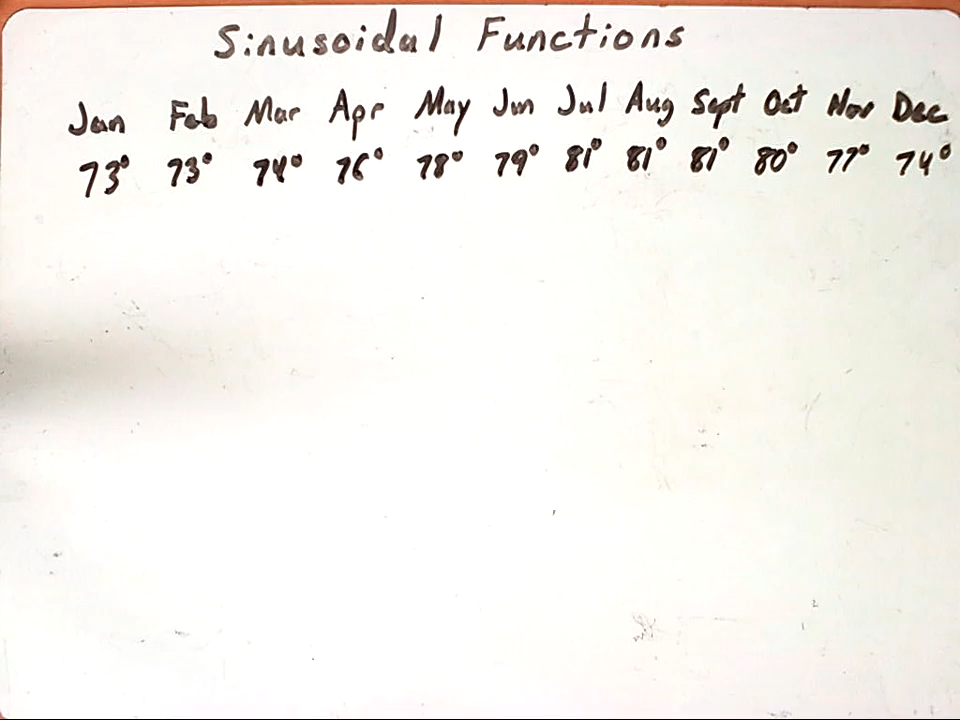 Sinusoidal Functions
Jan Feb Mar Apr May Jun Jul Aug Sept Oct Nov Dec
73° 73° 74° 76° 78° 79° 81° 81° 81° 80° 77° 74°